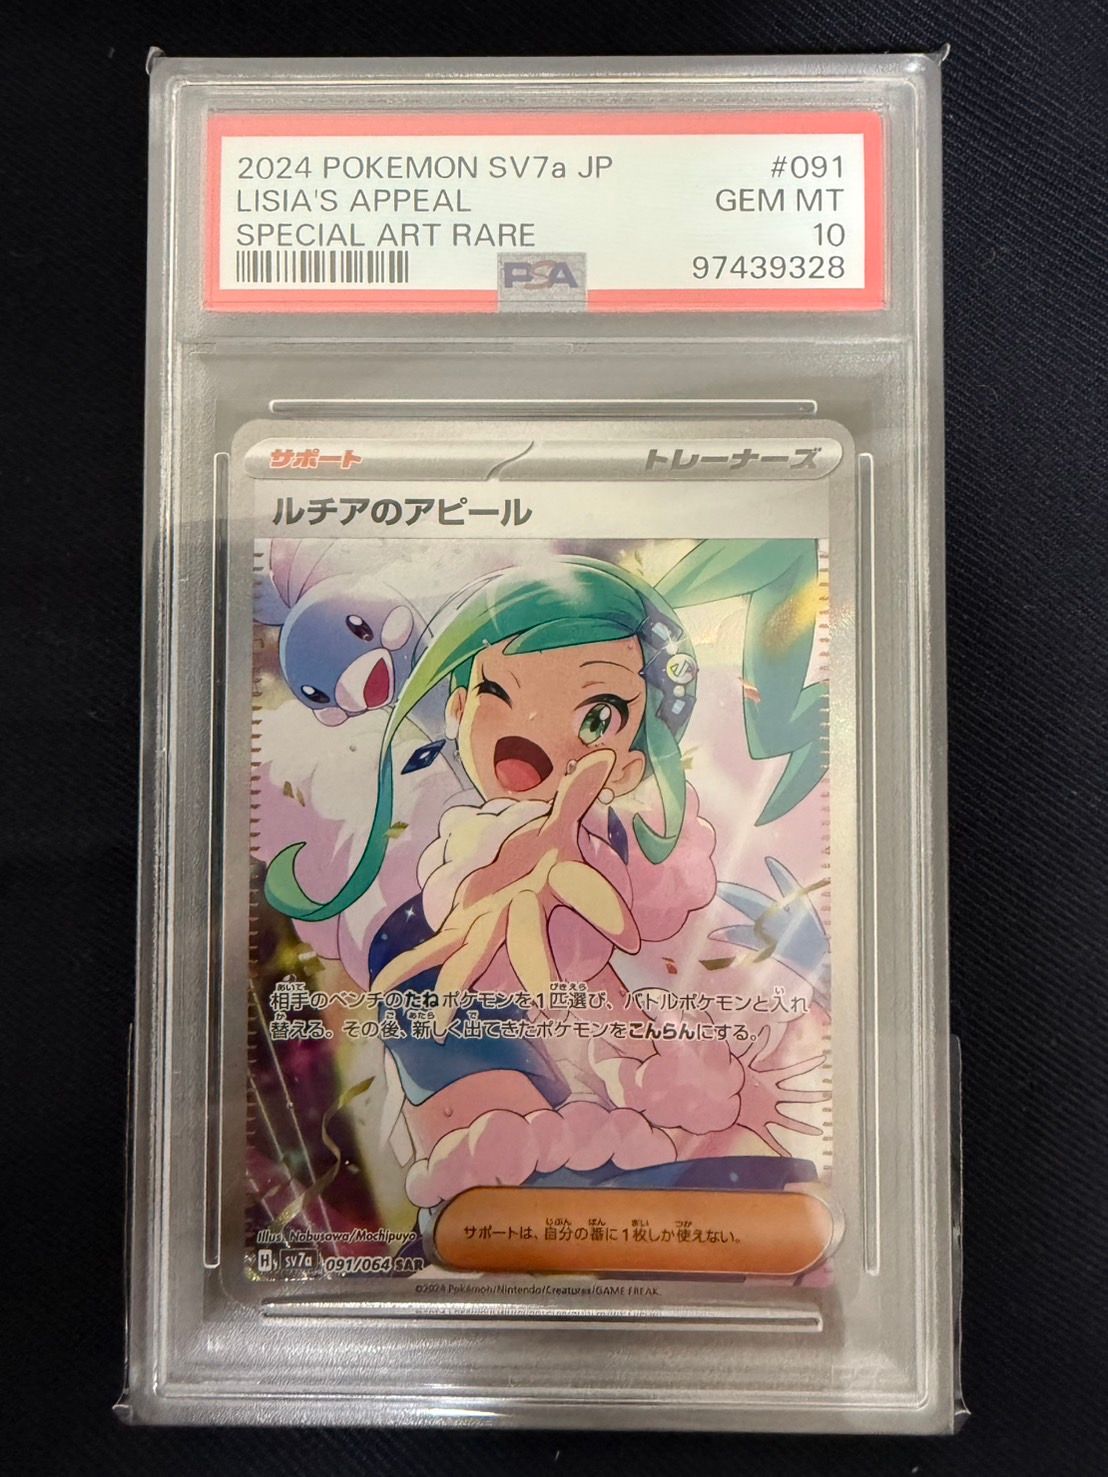 2024 POKEMON SV7a JP #091
LISIA'S APPEAL GEM MT
SPECIAL ART RARE 10
PSA 97439328
サポート トレーナーズ
ルチアのアピール
相手のベンチのたねポケモンを1匹選び、バトルポケモンと入れ
替える。その後、新しく出てきたポケモンをこんらんにする。
サポートは、自分の番に1枚しか使えない。
Illus. Nobusawa/Mochipuyo
H sv7a 091/064 SAR
©2024 Pokémon/Nintendo/Creatures/GAME FREAK.